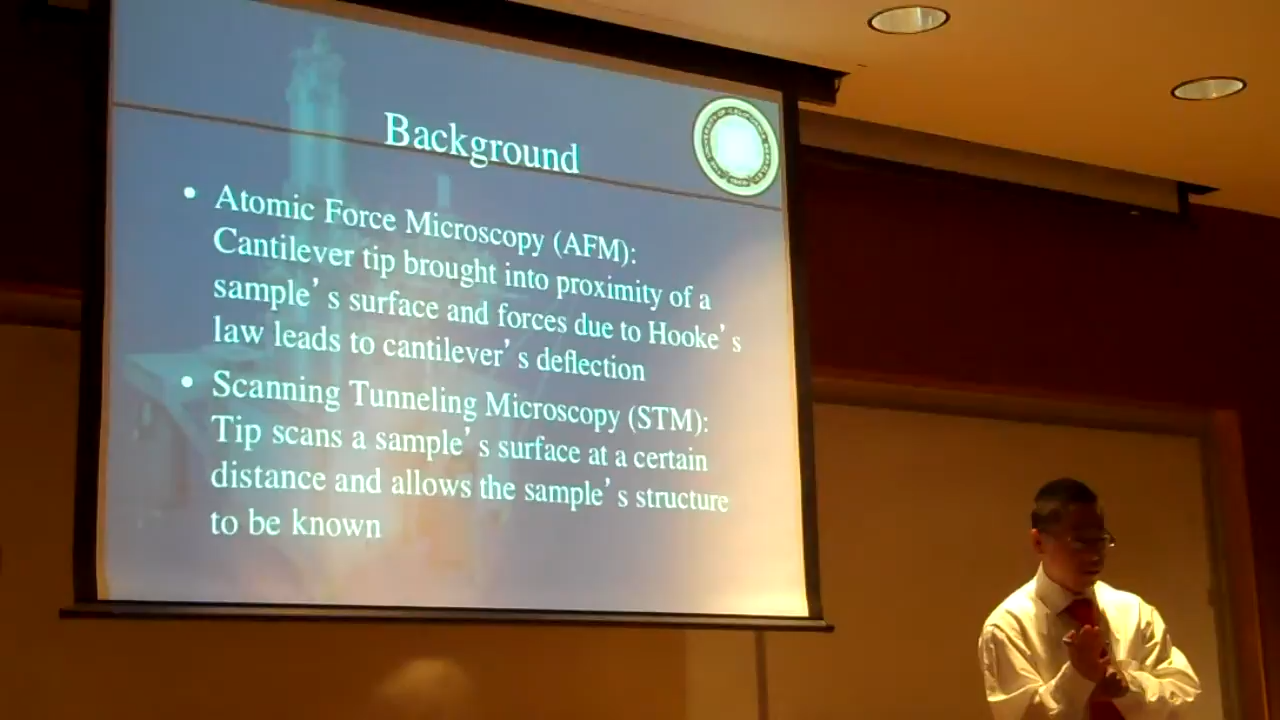 Background
• Atomic Force Microscopy (AFM):
Cantilever tip brought into proximity of a
sample's surface and forces due to Hooke's
law leads to cantilever's deflection
• Scanning Tunneling Microscopy (STM):
Tip scans a sample's surface at a certain
distance and allows the sample's structure
to be known